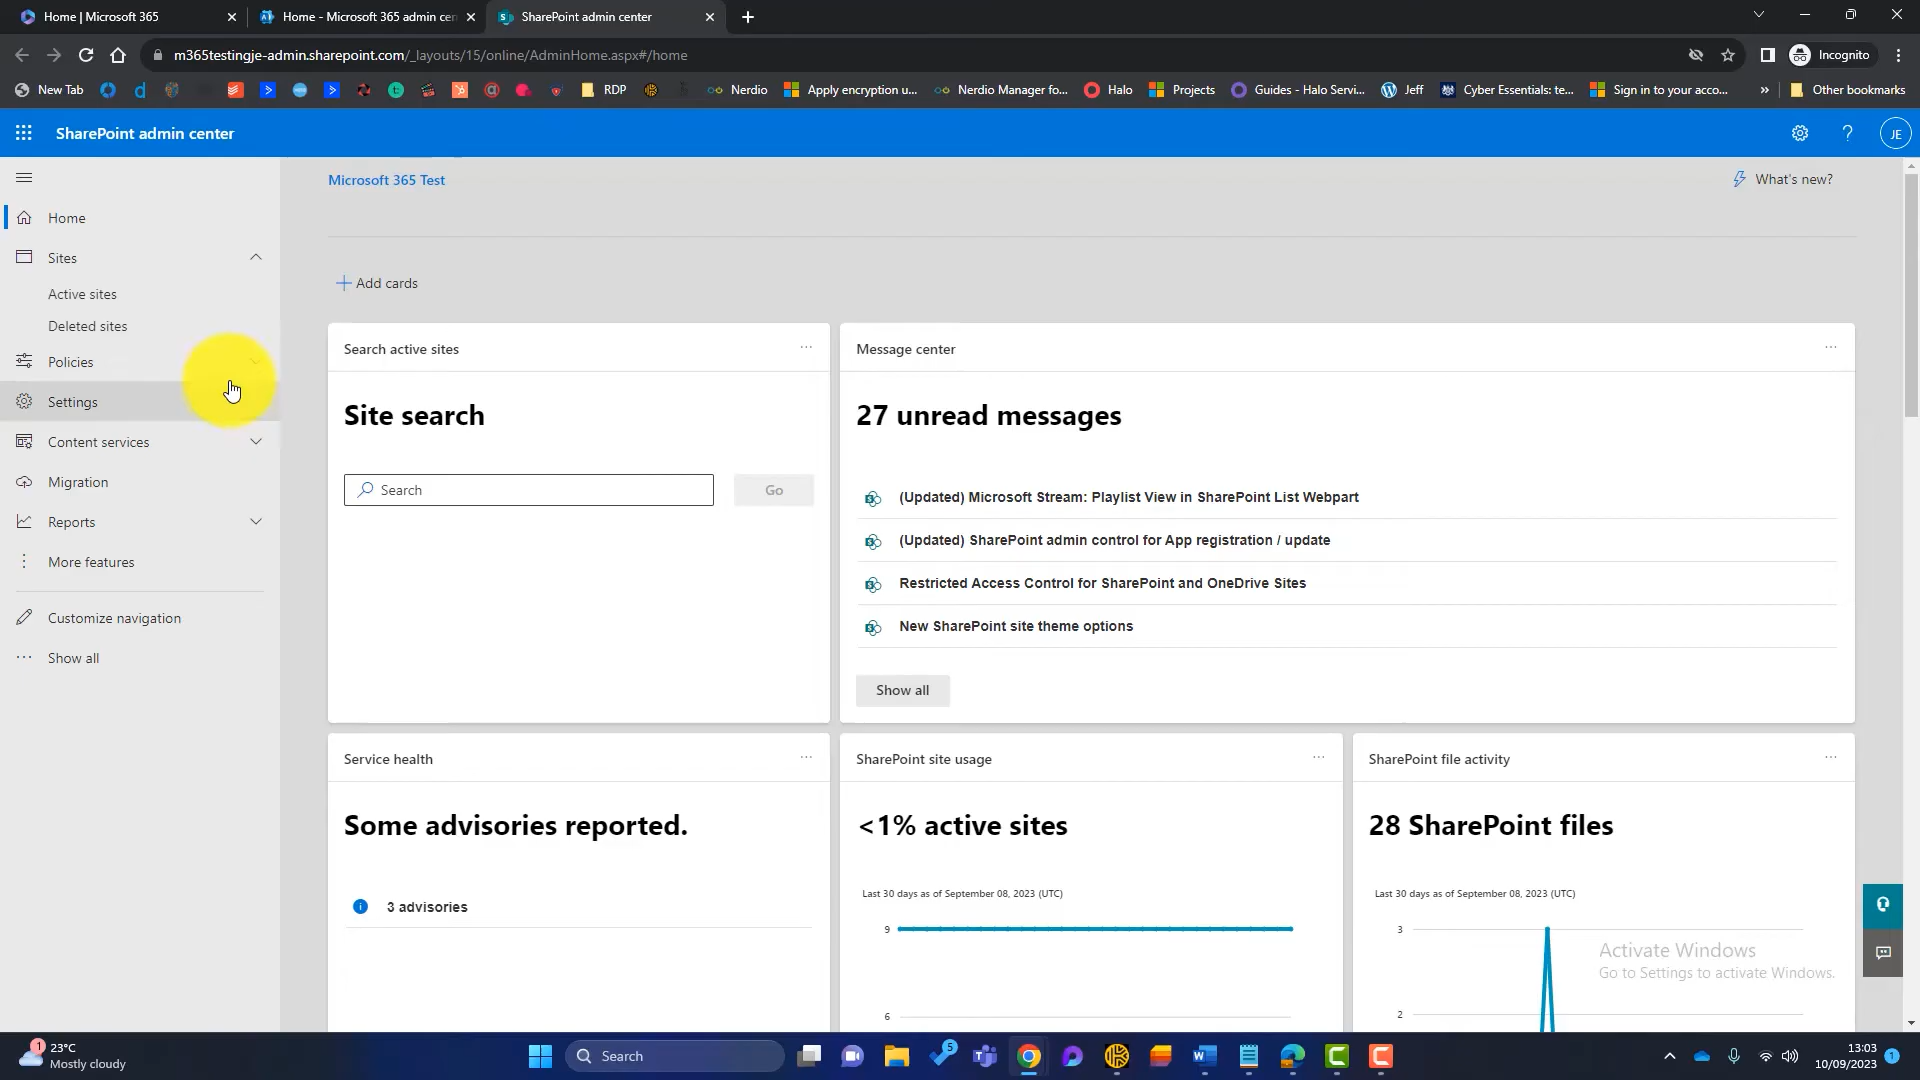 Home | Microsoft 365
Home - Microsoft 365 admin cen
SharePoint admin center
m365testingje-admin.sharepoint.com/_layouts/15/online/AdminHome.aspx#/home
Incognito
New Tab
RDP
Nerdio
Apply encryption u...
Nerdio Manager fo...
Halo
Projects
Guides - Halo Servi...
Jeff
Cyber Essentials: te...
Sign in to your acco...
Other bookmarks
SharePoint admin center
JE
Microsoft 365 Test
What's new?
Home
Sites
Active sites
Deleted sites
Policies
Settings
Content services
Migration
Reports
More features
Customize navigation
Show all
Add cards
Search active sites
Site search
Search
Go
Message center
27 unread messages
(Updated) Microsoft Stream: Playlist View in SharePoint List Webpart
(Updated) SharePoint admin control for App registration / update
Restricted Access Control for SharePoint and OneDrive Sites
New SharePoint site theme options
Show all
Service health
Some advisories reported.
3 advisories
SharePoint site usage
<1% active sites
Last 30 days as of September 08, 2023 (UTC)
9
6
SharePoint file activity
28 SharePoint files
Last 30 days as of September 08, 2023 (UTC)
3
2
Activate Windows
Go to Settings to activate Windows.
1
23°C
Mostly cloudy
Search
5
13:03
10/09/2023
1